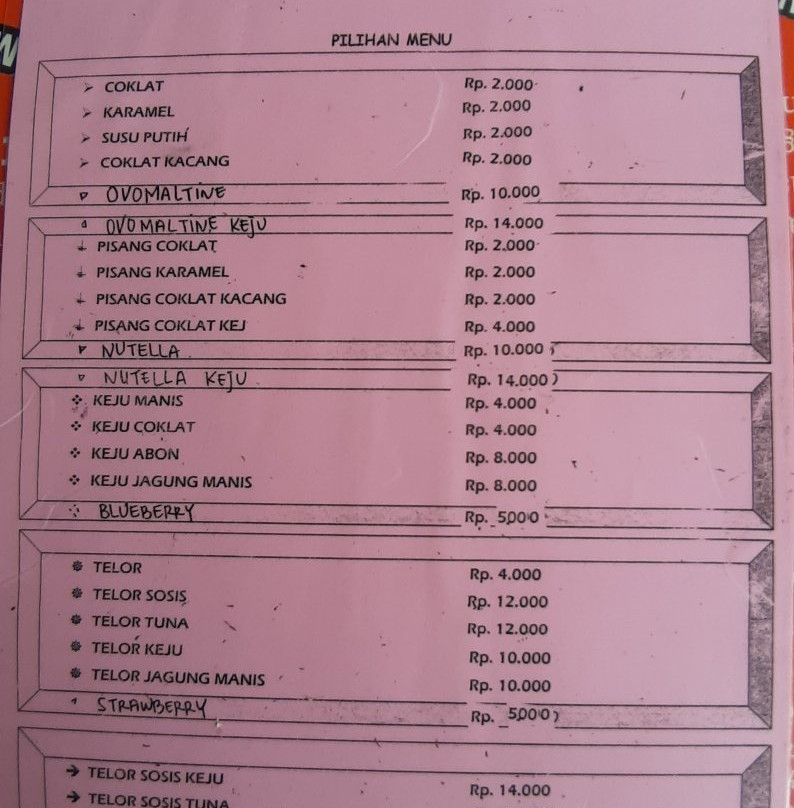 PILIHAN MENU
COKLAT Rp. 2.000
KARAMEL Rp. 2.000
SUSU PUTIH Rp. 2.000
COKLAT KACANG Rp. 2.000
OVOMALTINE Rp. 10.000
OVOMALTINE KEJU Rp. 14.000
PISANG COKLAT Rp. 2.000
PISANG KARAMEL Rp. 2.000
PISANG COKLAT KACANG Rp. 2.000
PISANG COKLAT KEJ Rp. 4.000
NUTELLA Rp. 10.000
NUTELLA KEJU Rp. 14.000
KEJU MANIS Rp. 4.000
KEJU COKLAT Rp. 4.000
KEJU ABON Rp. 8.000
KEJU JAGUNG MANIS Rp. 8.000
BLUEBERRY Rp. 5000
TELOR Rp. 4.000
TELOR SOSIS Rp. 12.000
TELOR TUNA Rp. 12.000
TELOR KEJU Rp. 10.000
TELOR JAGUNG MANIS Rp. 10.000
STRAWBERRY Rp. 5000
TELOR SOSIS KEJU Rp. 14.000
TELOR SOSIS TUNA